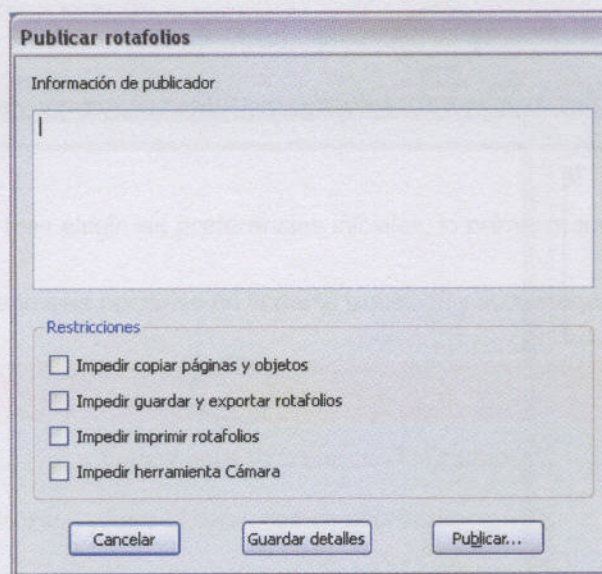 Publicar rotafolios
Información de publicador
Restricciones
Impedir copiar páginas y objetos
Impedir guardar y exportar rotafolios
Impedir imprimir rotafolios
Impedir herramienta Cámara
Cancelar
Guardar detalles
Publicar...